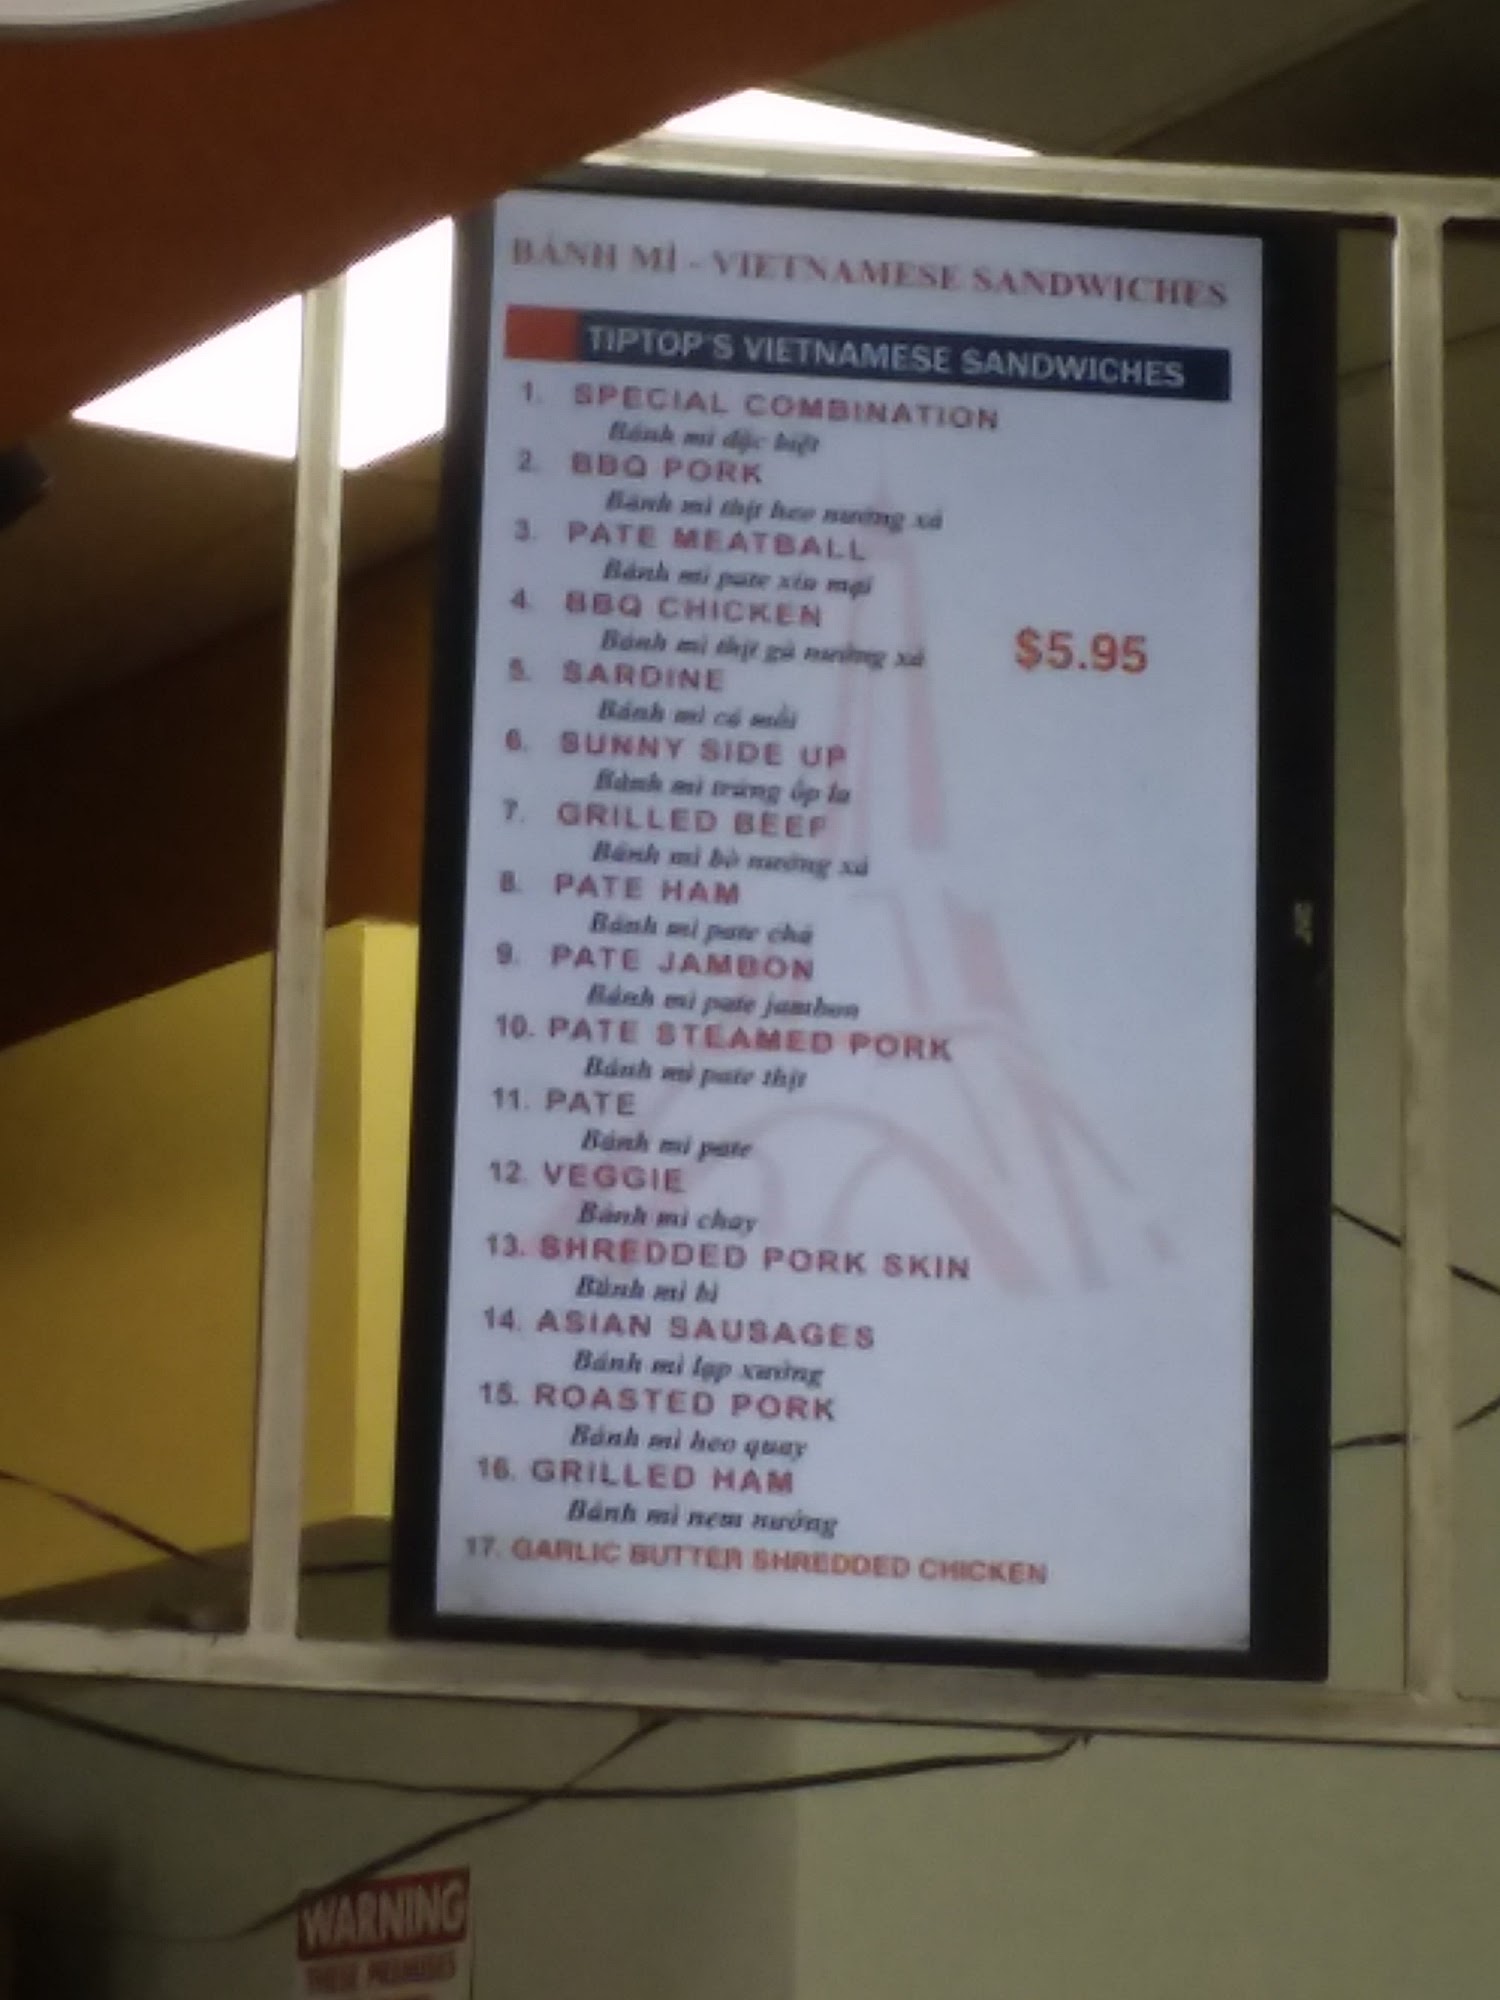 BÁNH MÌ - VIETNAMESE SANDWICHES
TIPTOP'S VIETNAMESE SANDWICHES
1. SPECIAL COMBINATION
Bánh mì đặc biệt
2. BBQ PORK
Bánh mì thịt heo nướng xả
3. PATE MEATBALL
Bánh mì pate xíu mại
4. BBQ CHICKEN
Bánh mì thịt gà nướng xả
$5.95
5. SARDINE
Bánh mì cá mòi
6. SUNNY SIDE UP
Bánh mì trứng ốp la
7. GRILLED BEEF
Bánh mì bò nướng xả
8. PATE HAM
Bánh mì pate chả
9. PATE JAMBON
Bánh mì pate jambon
10. PATE STEAMED PORK
Bánh mì pate thịt
11. PATE
Bánh mì pate
12. VEGGIE
Bánh mì chay
13. SHREDDED PORK SKIN
Bánh mì bì
14. ASIAN SAUSAGES
Bánh mì lạp xưởng
15. ROASTED PORK
Bánh mì heo quay
16. GRILLED HAM
Bánh mì nem nướng
17. GARLIC BUTTER SHREDDED CHICKEN
JVC
WARNING
THESE PREMISES